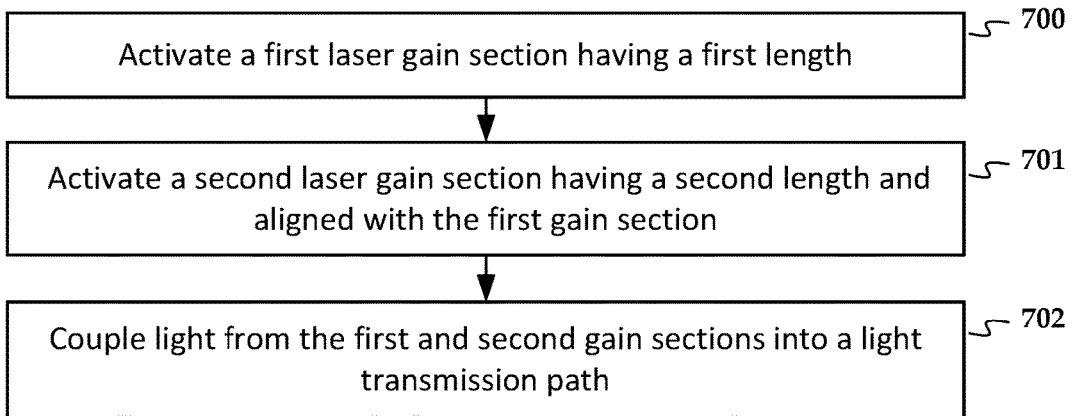 700
Activate a first laser gain section having a first length
701
Activate a second laser gain section having a second length and
aligned with the first gain section
702
Couple light from the first and second gain sections into a light
transmission path